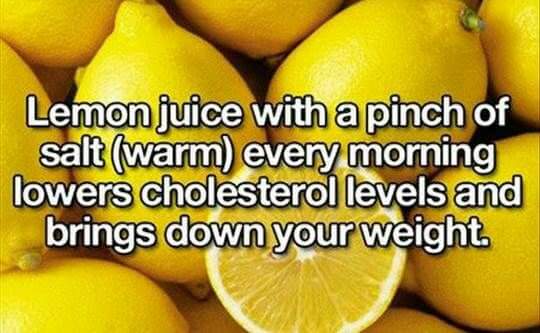 Lemon juice with a pinch of
salt (warm) every morning
lowers cholesterol levels and
brings down your weight.